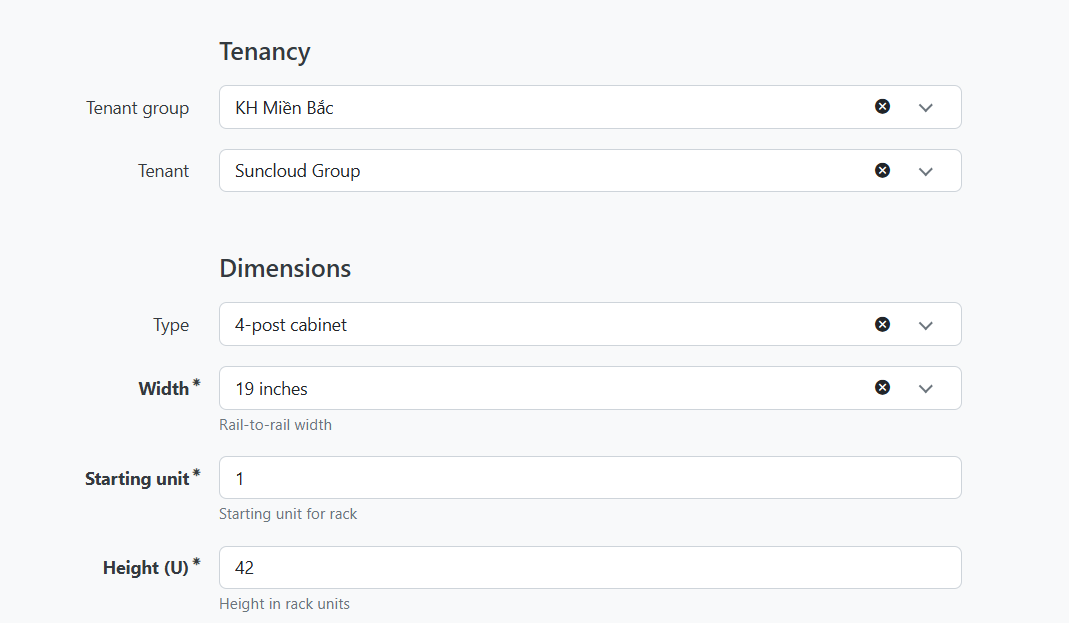 Tenancy
Tenant group KH Miền Bắc
Tenant Suncloud Group
Dimensions
Type 4-post cabinet
Width * 19 inches
Rail-to-rail width
Starting unit * 1
Starting unit for rack
Height (U) * 42
Height in rack units